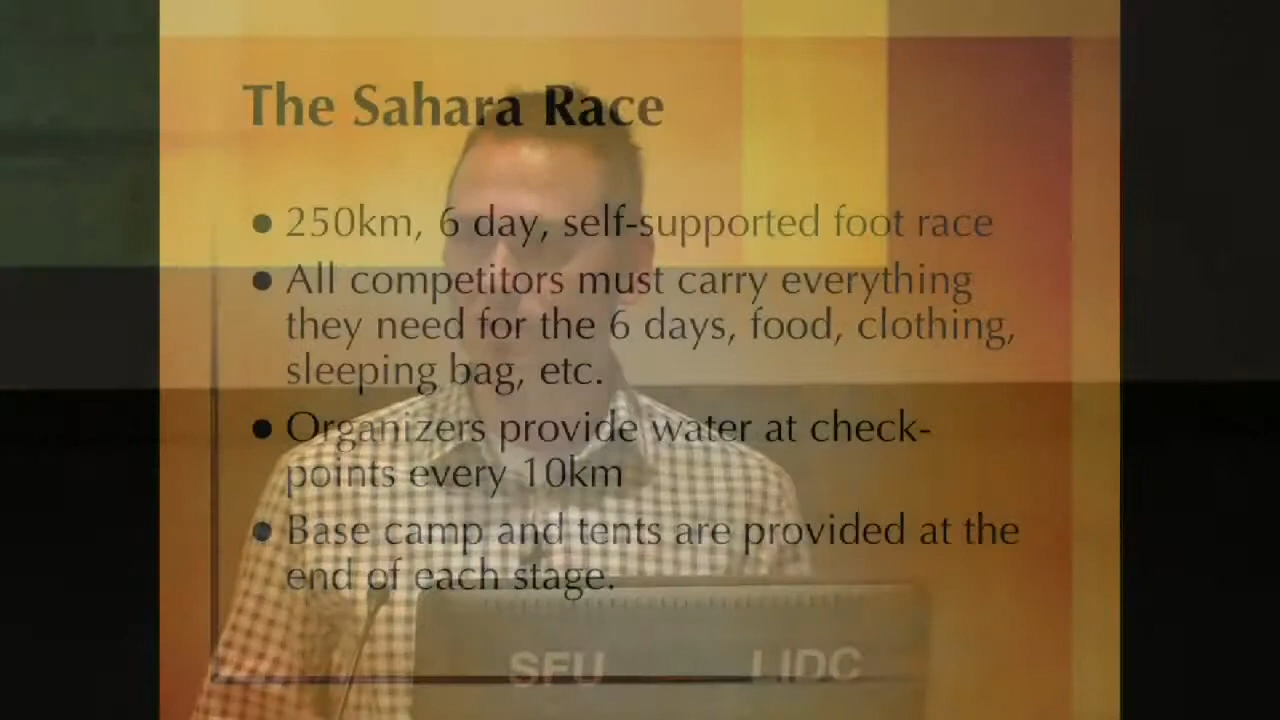 The Sahara Race
• 250km, 6 day, self-supported foot race
• All competitors must carry everything
they need for the 6 days, food, clothing,
sleeping bag, etc.
• Organizers provide water at check-
points every 10km
• Base camp and tents are provided at the
end of each stage.
SFU LIDC